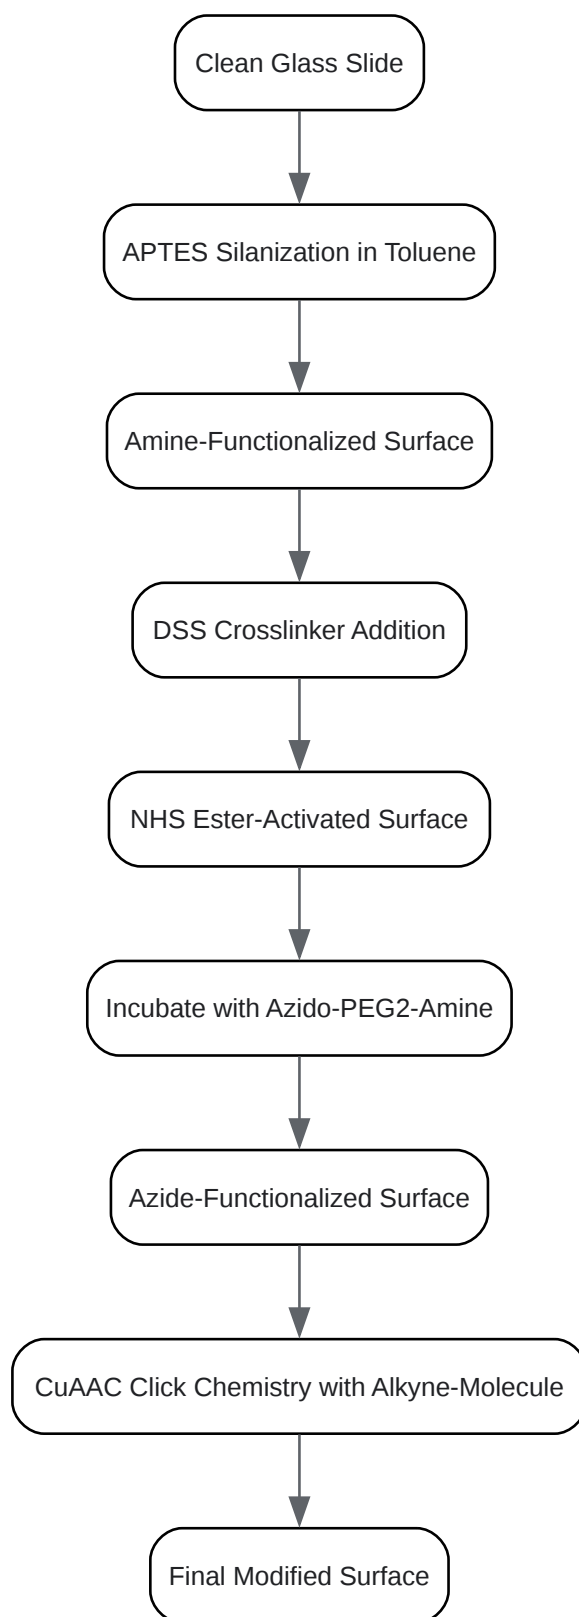 Clean Glass Slide
APTES Silanization in Toluene
Amine-Functionalized Surface
DSS Crosslinker Addition
NHS Ester-Activated Surface
Incubate with Azido-PEG2-Amine
Azide-Functionalized Surface
CuAAC Click Chemistry with Alkyne-Molecule
Final Modified Surface